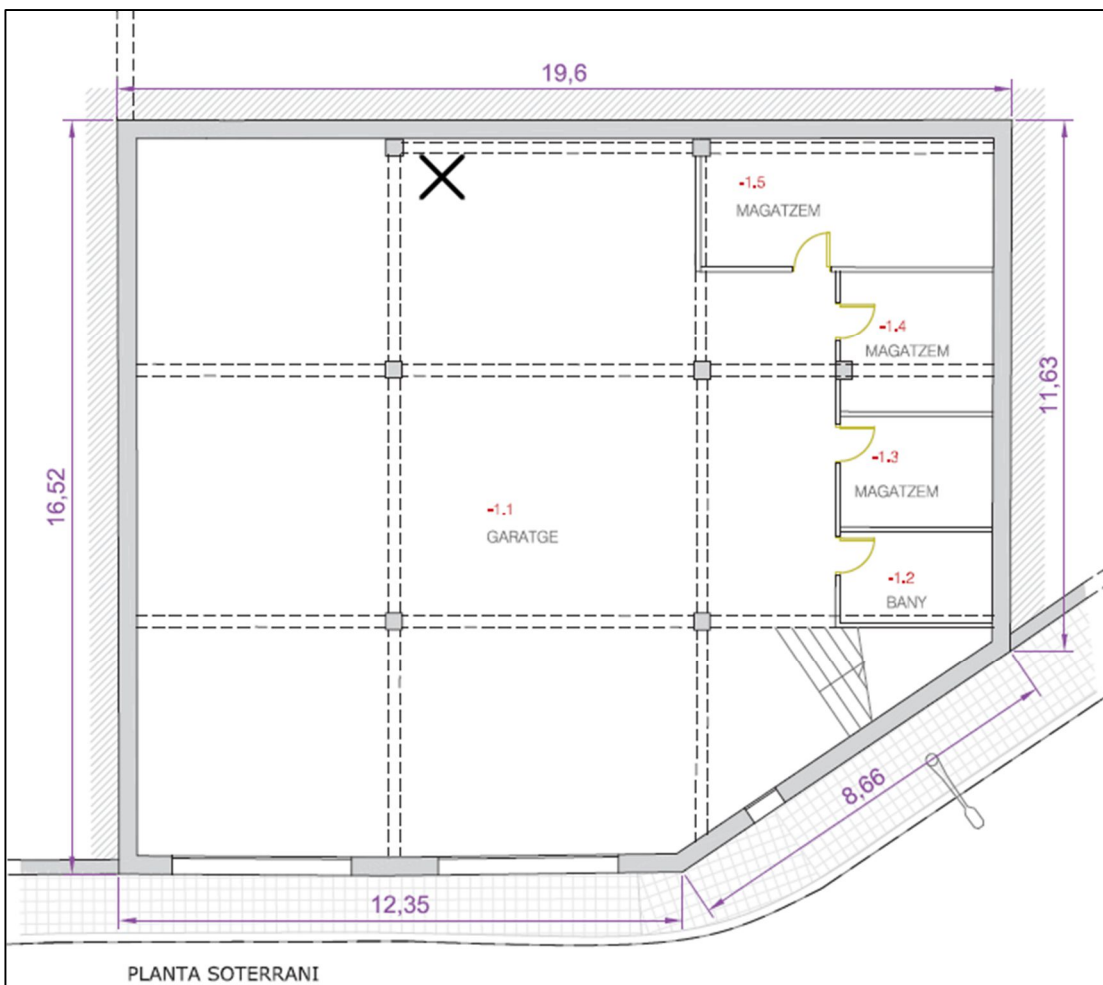 19,6
-1.5
MAGATZEM
-1.4
MAGATZEM
11,63
-1.3
MAGATZEM
16,52
-1.1
GARATGE
-1.2
BANY
8,66
12,35
PLANTA SOTERRANI